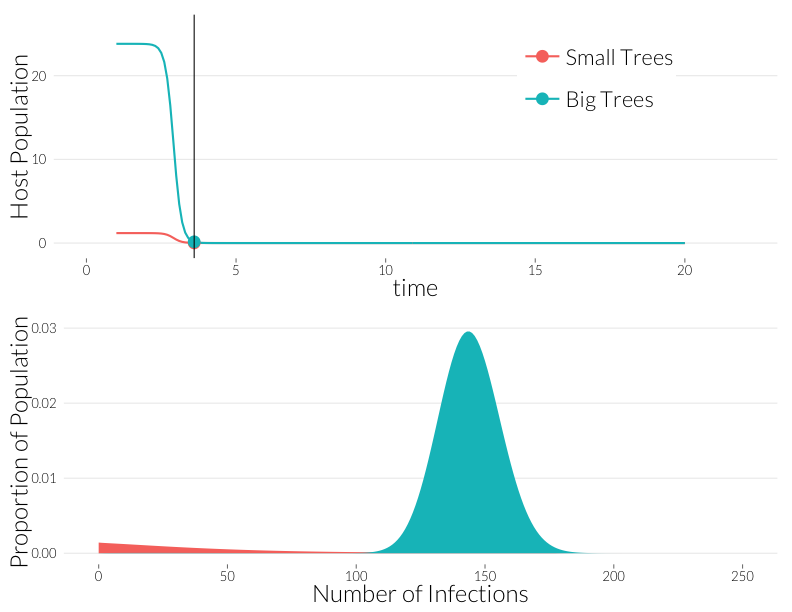 Host Population
20
10
0
Small Trees
Big Trees
0 5 10 15 20
time
Proportion of Population
0.03
0.02
0.01
0.00
0 50 100 150 200 250
Number of Infections